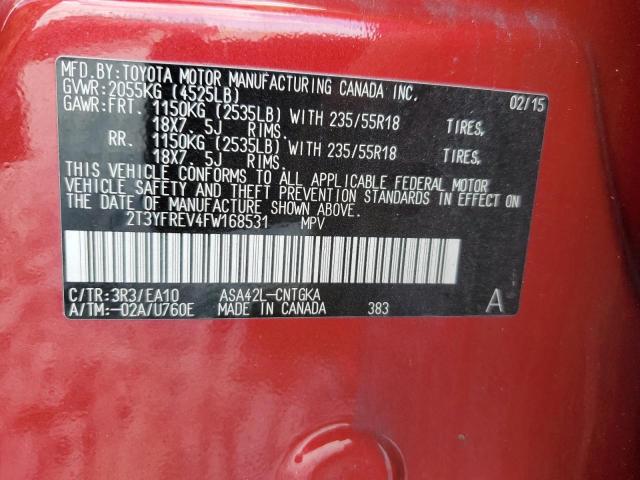 MFD.BY:TOYOTA MOTOR MANUFACTURING CANADA INC.
GVWR:2055KG (4525LB) 02/15
GAWR:FRT. 1150KG (2535LB) WITH 235/55R18 TIRES,
18X7. 5J RIMS.
RR. 1150KG (2535LB) WITH 235/55R18 TIRES,
18X7. 5J RIMS.
THIS VEHICLE CONFORMS TO ALL APPLICABLE FEDERAL MOTOR
VEHICLE SAFETY AND THEFT PREVENTION STANDARDS IN EFFECT ON
THE DATE OF MANUFACTURE SHOWN ABOVE.
2T3YFREV4FW168531 MPV
C/TR:3R3/EA10 ASA42L-CNTGKA
A/TM:-02A/U760E MADE IN CANADA 383 A